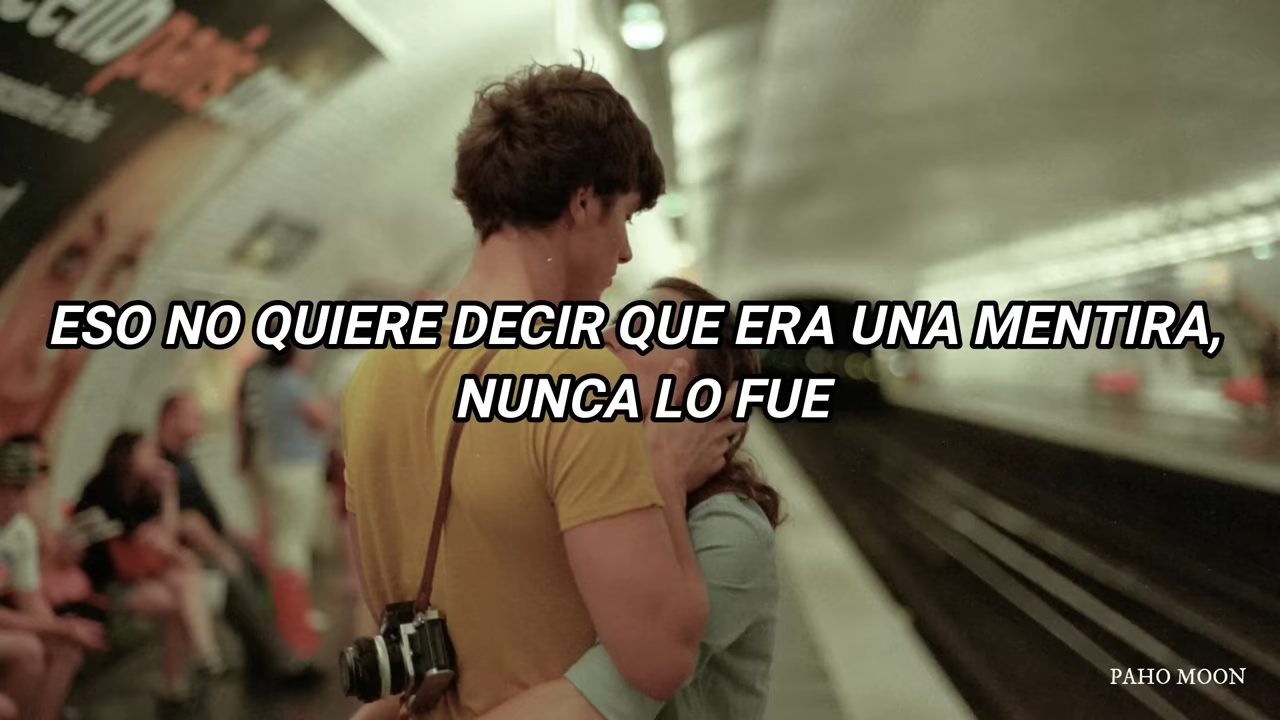 ESO NO QUIERE DECIR QUE ERA UNA MENTIRA,
NUNCA LO FUE
PAHO MOON